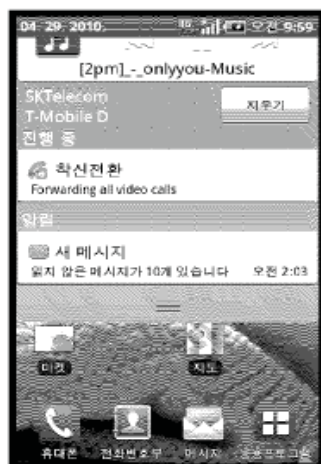 04. 29. 2010. 오전 9:59
[2pm]_-_onlyyou-Music
SKTelecom
T-Mobile D
지우기
진행 중
착신전환
Forwarding all video calls
알림
새 메시지
읽지 않은 메시지가 10개 있습니다 오전 2:03
마켓 지도
휴대폰 전화번호부 메시지 응용프로그램